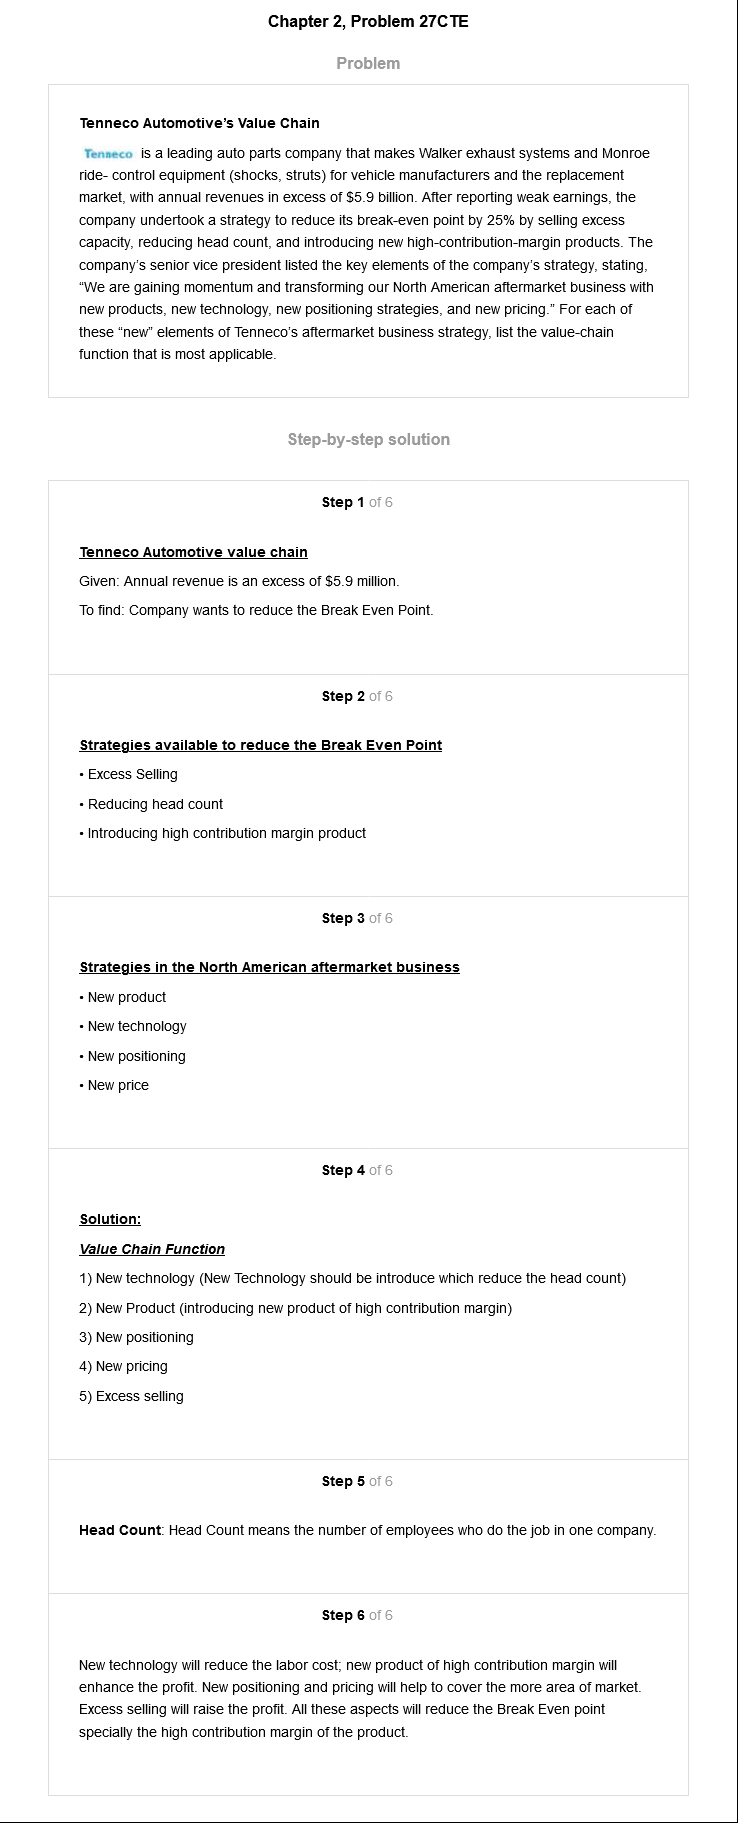 Chapter 2, Problem 27CTE
Problem
Tenneco Automotive’s Value Chain
Tenneco is a leading auto parts company that makes Walker exhaust systems and Monroe
ride- control equipment (shocks, struts) for vehicle manufacturers and the replacement
market, with annual revenues in excess of $5.9 billion. After reporting weak earnings, the
company undertook a strategy to reduce its break-even point by 25% by selling excess
capacity, reducing head count, and introducing new high-contribution-margin products. The
company’s senior vice president listed the key elements of the company’s strategy, stating,
“We are gaining momentum and transforming our North American aftermarket business with
new products, new technology, new positioning strategies, and new pricing.” For each of
these “new” elements of Tenneco’s aftermarket business strategy, list the value-chain
function that is most applicable.
Step-by-step solution
Step 1 of 6
Tenneco Automotive value chain
Given: Annual revenue is an excess of $5.9 million.
To find: Company wants to reduce the Break Even Point.
Step 2 of 6
Strategies available to reduce the Break Even Point
• Excess Selling
• Reducing head count
• Introducing high contribution margin product
Step 3 of 6
Strategies in the North American aftermarket business
• New product
• New technology
• New positioning
• New price
Step 4 of 6
Solution:
Value Chain Function
1) New technology (New Technology should be introduce which reduce the head count)
2) New Product (introducing new product of high contribution margin)
3) New positioning
4) New pricing
5) Excess selling
Step 5 of 6
Head Count: Head Count means the number of employees who do the job in one company.
Step 6 of 6
New technology will reduce the labor cost; new product of high contribution margin will
enhance the profit. New positioning and pricing will help to cover the more area of market.
Excess selling will raise the profit. All these aspects will reduce the Break Even point
specially the high contribution margin of the product.